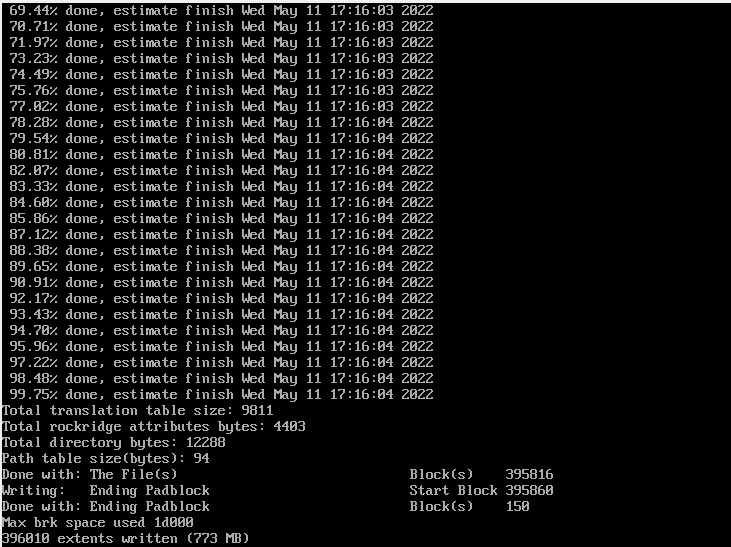 69.44% done, estimate finish Wed May 11 17:16:03 2022
70.71% done, estimate finish Wed May 11 17:16:03 2022
71.97% done, estimate finish Wed May 11 17:16:03 2022
73.23% done, estimate finish Wed May 11 17:16:03 2022
74.49% done, estimate finish Wed May 11 17:16:03 2022
75.76% done, estimate finish Wed May 11 17:16:03 2022
77.02% done, estimate finish Wed May 11 17:16:03 2022
78.28% done, estimate finish Wed May 11 17:16:04 2022
79.54% done, estimate finish Wed May 11 17:16:04 2022
80.81% done, estimate finish Wed May 11 17:16:04 2022
82.07% done, estimate finish Wed May 11 17:16:04 2022
83.33% done, estimate finish Wed May 11 17:16:04 2022
84.60% done, estimate finish Wed May 11 17:16:04 2022
85.86% done, estimate finish Wed May 11 17:16:04 2022
87.12% done, estimate finish Wed May 11 17:16:04 2022
88.38% done, estimate finish Wed May 11 17:16:04 2022
89.65% done, estimate finish Wed May 11 17:16:04 2022
90.91% done, estimate finish Wed May 11 17:16:04 2022
92.17% done, estimate finish Wed May 11 17:16:04 2022
93.43% done, estimate finish Wed May 11 17:16:04 2022
94.70% done, estimate finish Wed May 11 17:16:04 2022
95.96% done, estimate finish Wed May 11 17:16:04 2022
97.22% done, estimate finish Wed May 11 17:16:04 2022
98.48% done, estimate finish Wed May 11 17:16:04 2022
99.75% done, estimate finish Wed May 11 17:16:04 2022
Total translation table size: 9811
Total rockridge attributes bytes: 4403
Total directory bytes: 12288
Path table size(bytes): 94
Done with: The File(s) Block(s) 395816
Writing: Ending Padblock Start Block 395860
Done with: Ending Padblock Block(s) 150
Max brk space used 1d000
396010 extents written (773 MB)